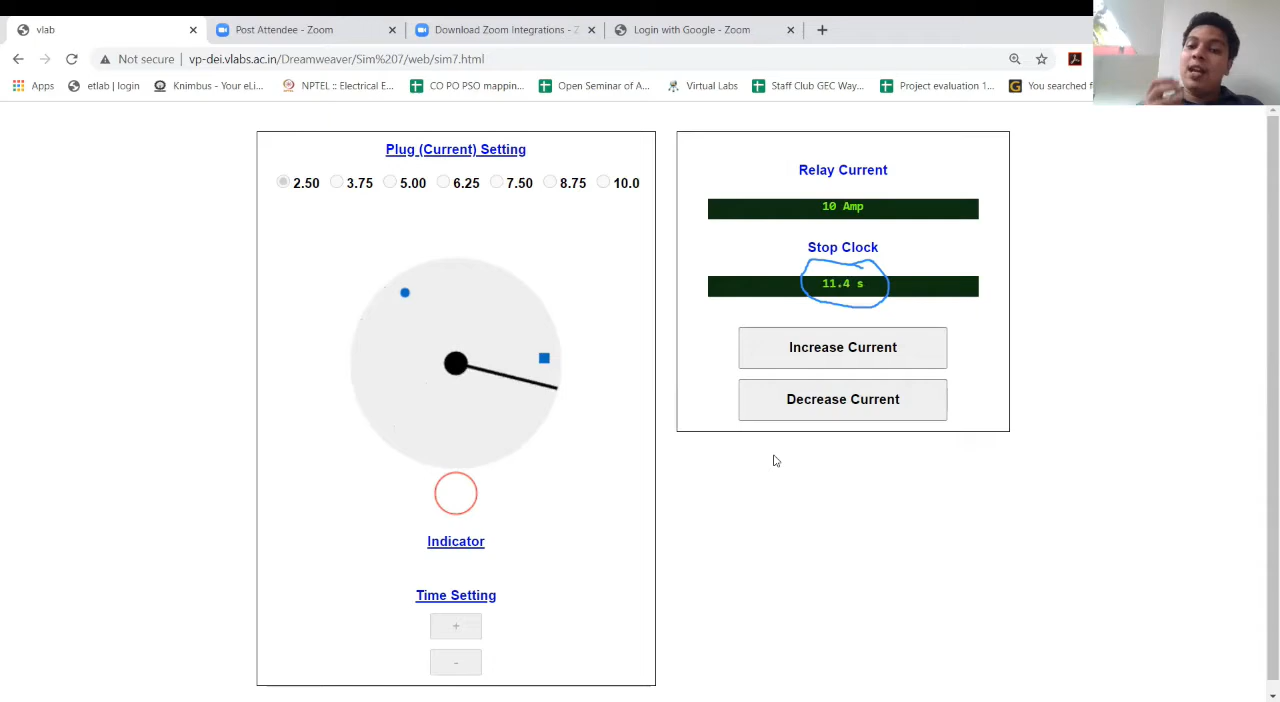 vlab
Post Attendee - Zoom
Download Zoom Integrations - Z
Login with Google - Zoom
Not secure | vp-dei.vlabs.ac.in/Dreamweaver/Sim%207/web/sim7.html
Apps
etlab | login
Knimbus - Your eLi...
NPTEL :: Electrical E...
CO PO PSO mappin...
Open Seminar of A...
Virtual Labs
Staff Club GEC Way...
Project evaluation 1...
You searched f
Plug (Current) Setting
2.50 3.75 5.00 6.25 7.50 8.75 10.0
Indicator
Time Setting
+
-
Relay Current
10 Amp
Stop Clock
11.4 s
Increase Current
Decrease Current